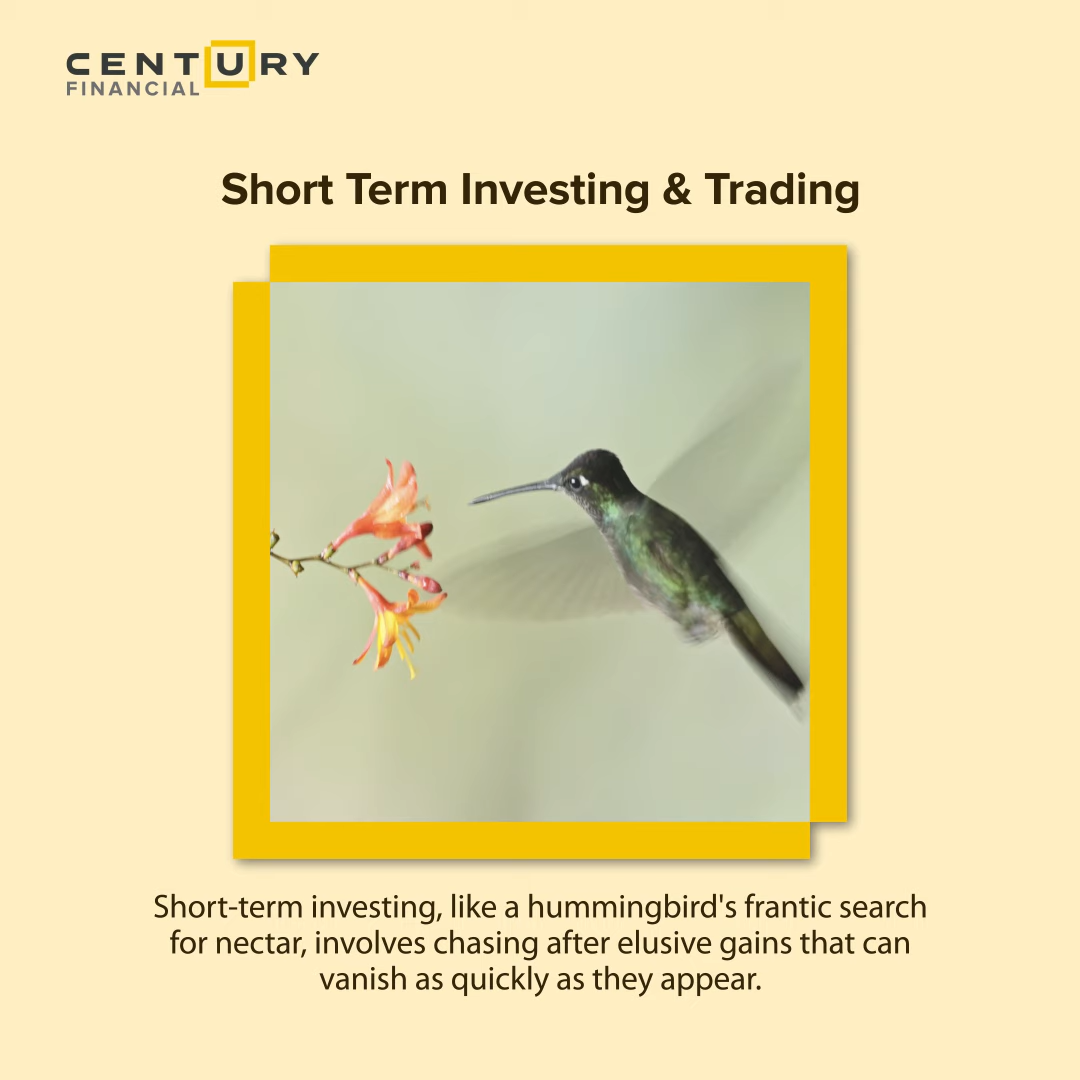 CENTURY
FINANCIAL
Short Term Investing & Trading
Short-term investing, like a hummingbird's frantic search
for nectar, involves chasing after elusive gains that can
vanish as quickly as they appear.